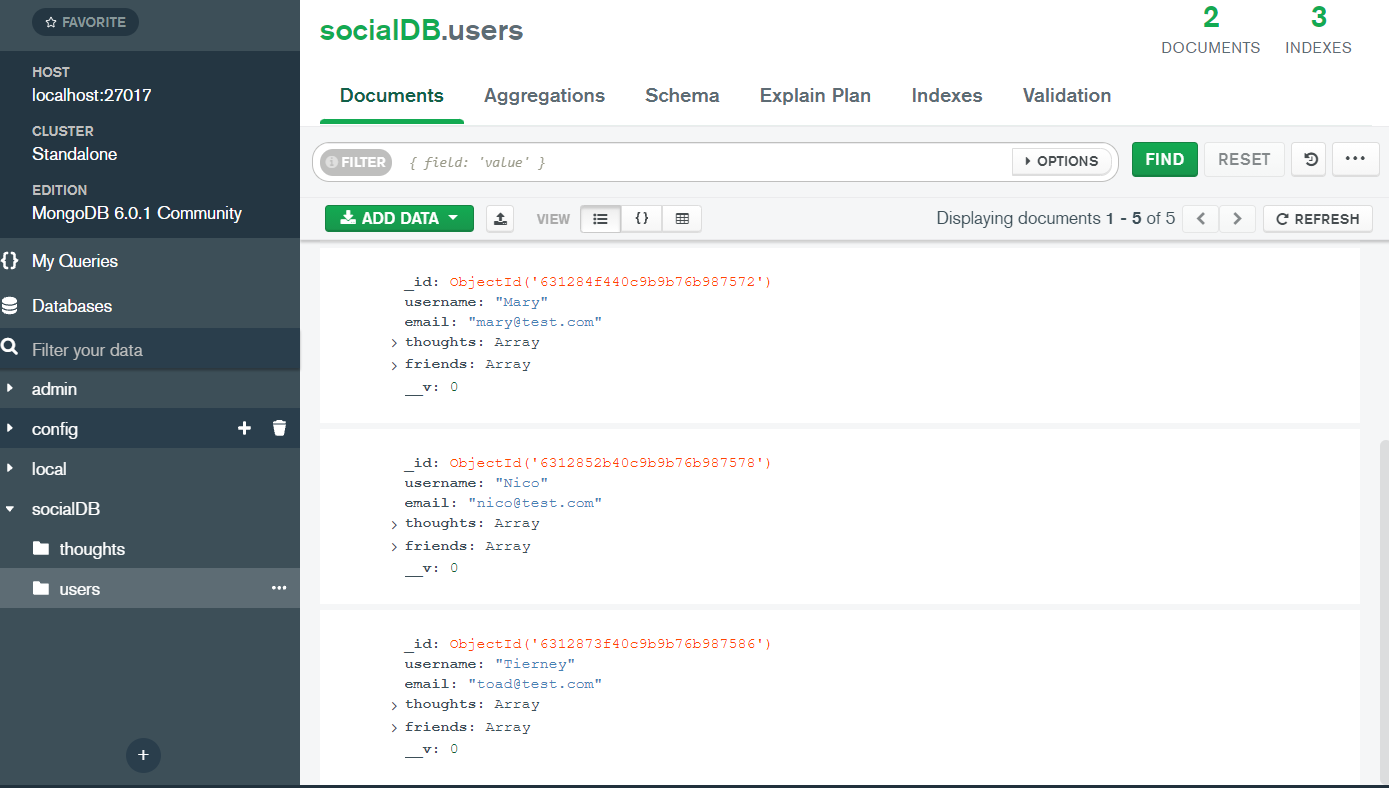 FAVORITE
HOST
localhost:27017
CLUSTER
Standalone
EDITION
MongoDB 6.0.1 Community
{} My Queries
Databases
Filter your data
admin
config
local
socialDB
thoughts
users
socialDB.users
2
DOCUMENTS
3
INDEXES
Documents Aggregations Schema Explain Plan Indexes Validation
FILTER { field: 'value' } OPTIONS FIND RESET
ADD DATA VIEW {} Displaying documents 1 - 5 of 5 REFRESH
_id: ObjectId('631284f440c9b9b76b987572')
username: "Mary"
email: "mary@test.com"
thoughts: Array
friends: Array
__v: 0
_id: ObjectId('6312852b40c9b9b76b987578')
username: "Nico"
email: "nico@test.com"
thoughts: Array
friends: Array
__v: 0
_id: ObjectId('6312873f40c9b9b76b987586')
username: "Tierney"
email: "toad@test.com"
thoughts: Array
friends: Array
__v: 0